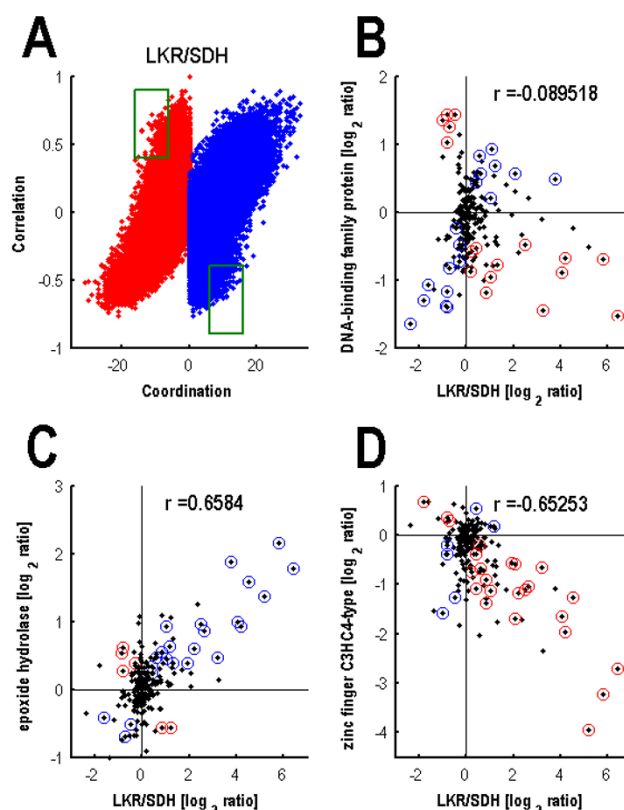 A
LKR/SDH
Correlation
1
0.5
0
-0.5
-1
-20
0
20
Coordination
B
r =-0.089518
DNA-binding family protein [log 2 ratio]
2
1
0
-1
-2
-2
0
2
4
6
LKR/SDH [log 2 ratio]
C
r =0.6584
epoxide hydrolase [log 2 ratio]
3
2
1
0
-1
-2
0
2
4
6
LKR/SDH [log 2 ratio]
D
r =-0.65253
zinc finger C3HC4-type [log 2 ratio]
1
0
-1
-2
-3
-4
-2
0
2
4
6
LKR/SDH [log 2 ratio]